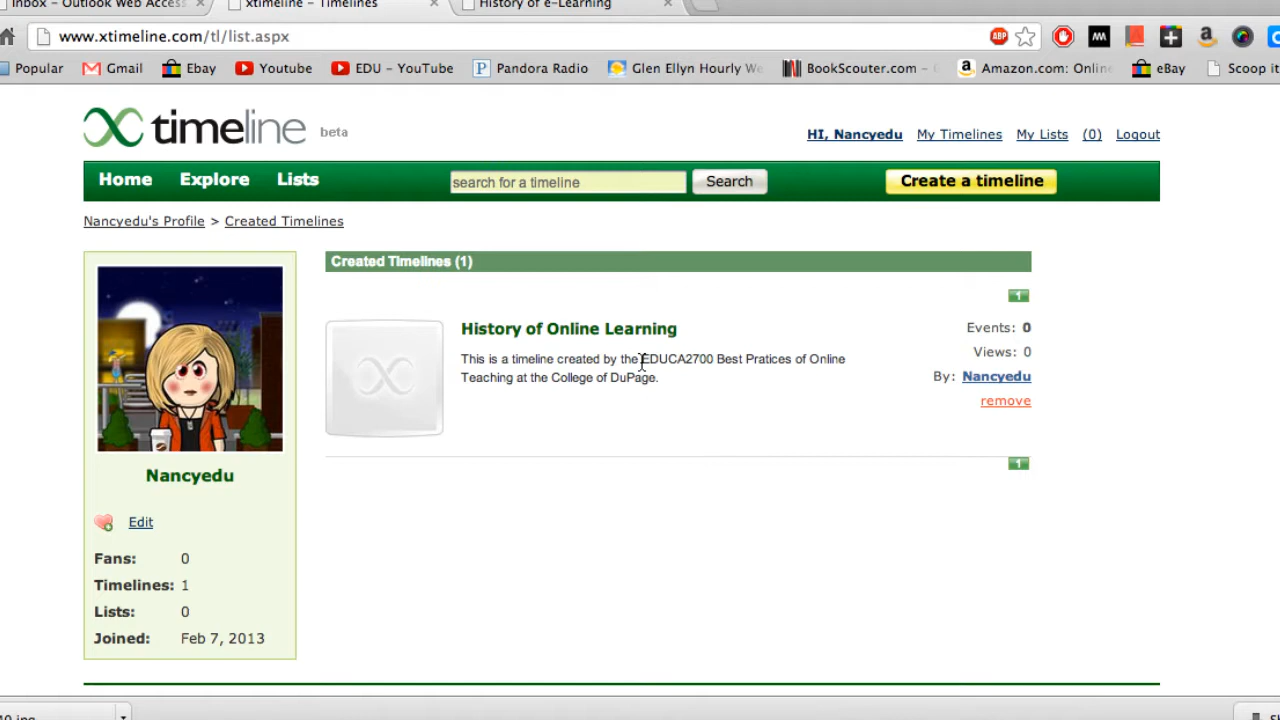 Inbox – Outlook Web Access
xtimeline – Timelines
History of e-Learning
www.xtimeline.com/tl/list.aspx
ABP
Popular
Gmail
Ebay
Youtube
EDU – YouTube
Pandora Radio
Glen Ellyn Hourly We
BookScouter.com –
Amazon.com: Onlin
eBay
Scoop it
timeline beta
HI, Nancyedu My Timelines My Lists (0) Logout
Home Explore Lists search for a timeline Search Create a timeline
Nancyedu's Profile > Created Timelines
Created Timelines (1)
1
History of Online Learning
This is a timeline created by the EDUCA2700 Best Pratices of Online
Teaching at the College of DuPage.
Events: 0
Views: 0
By: Nancyedu
remove
1
Nancyedu
Edit
Fans: 0
Timelines: 1
Lists: 0
Joined: Feb 7, 2013